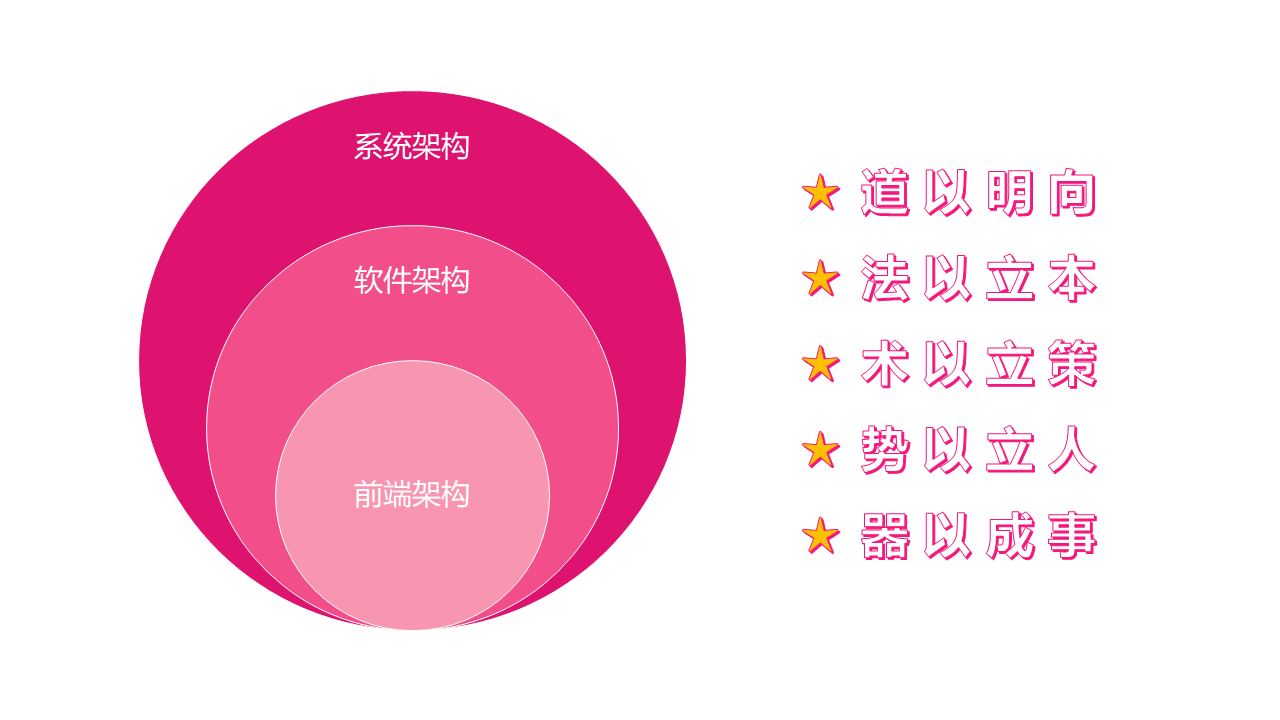 系统架构
软件架构
前端架构
道以明向
法以立本
术以立策
势以立人
器以成事